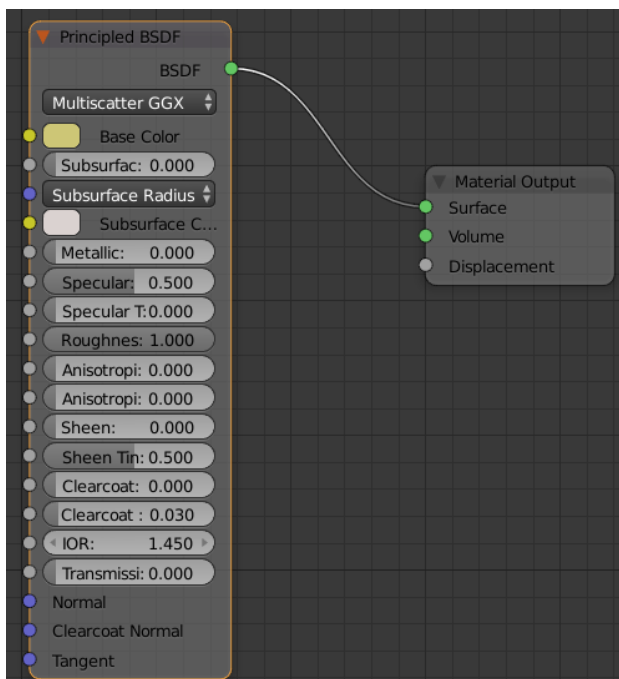 Principled BSDF
BSDF
Multiscatter GGX
Base Color
Subsurfac: 0.000
Subsurface Radius
Subsurface C...
Metallic: 0.000
Specular: 0.500
Specular T: 0.000
Roughnes: 1.000
Anisotropi: 0.000
Anisotropi: 0.000
Sheen: 0.000
Sheen Tin: 0.500
Clearcoat: 0.000
Clearcoat : 0.030
IOR: 1.450
Transmissi: 0.000
Normal
Clearcoat Normal
Tangent
Material Output
Surface
Volume
Displacement